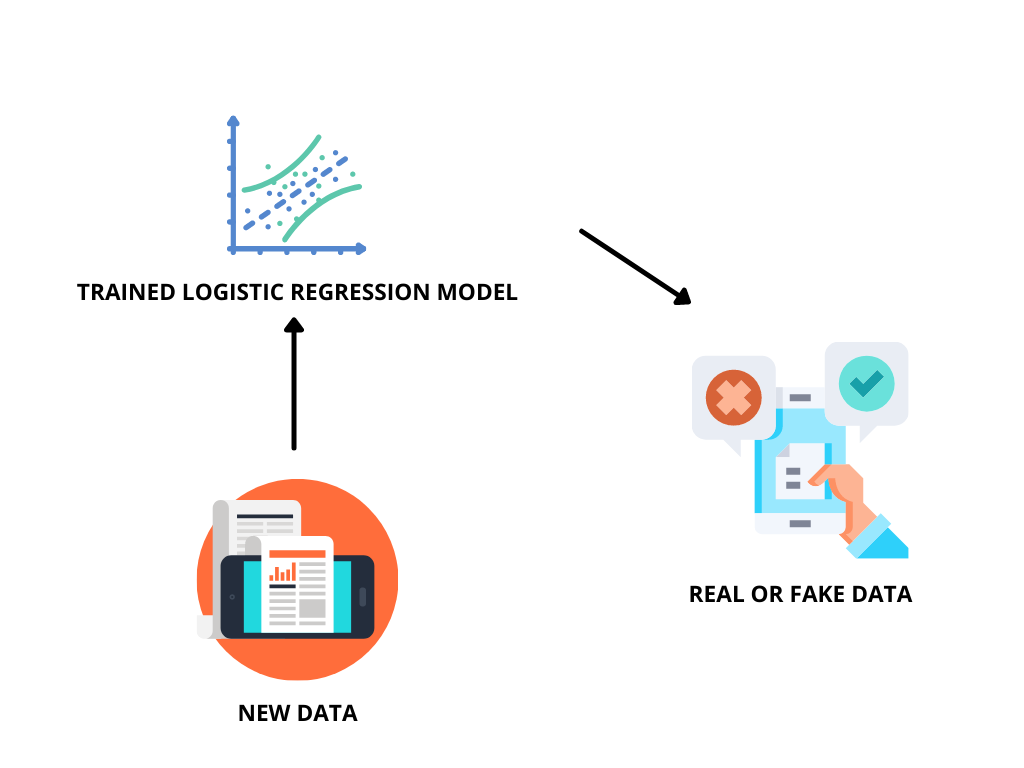 TRAINED LOGISTIC REGRESSION MODEL
REAL OR FAKE DATA
NEW DATA